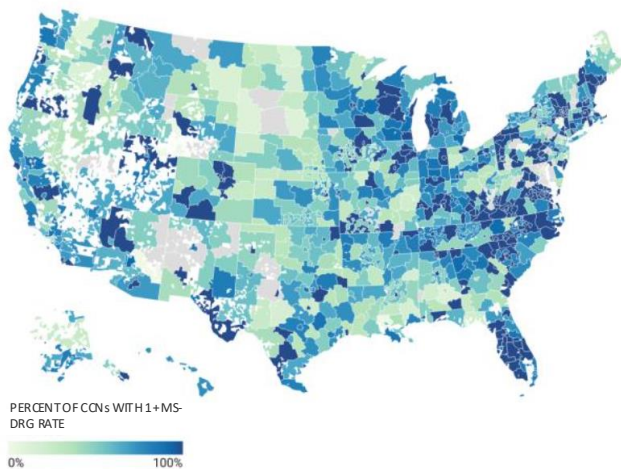 PERCENT OF CCNs WITH 1+ MS-
DRG RATE
0% 100%